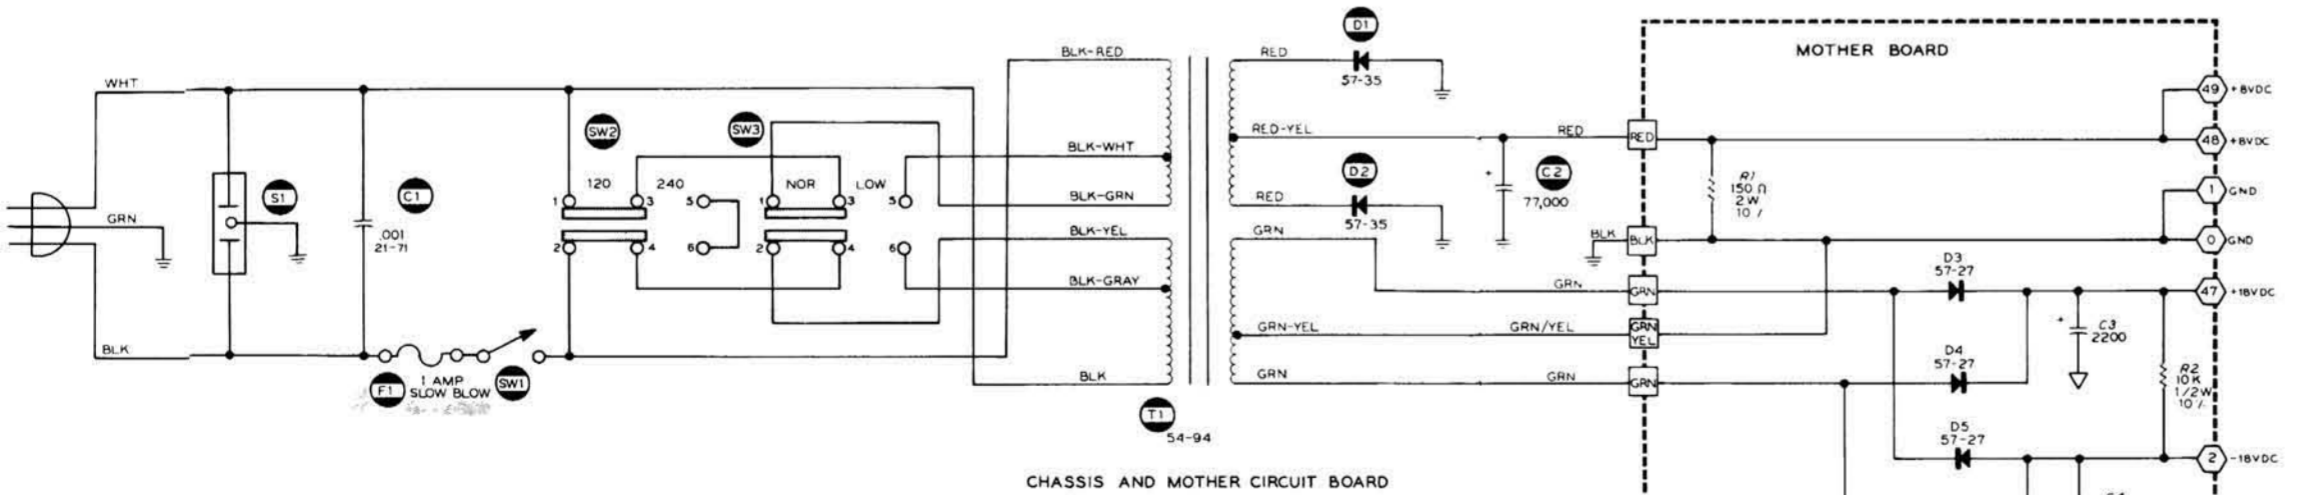 D1
BLK-RED
RED
MOTHER BOARD
57-35
WHT
49 +8VDC
SW2
SW3
RED-YEL
RED
RED
48 +8VDC
BLK-WHT
D2
C2
S1
C1
120
240
NOR
LOW
+
77,000
R1
150 Ω
2W
10 %
1 GND
1
3
5
1
3
5
BLK-GRN
RED
57-35
GRN
.001
21-71
BLK-YEL
GRN
BLK
BLK
0 GND
2
4
6
2
4
6
D3
57-27
BLK-GRAY
GRN
GRN
47 +18VDC
GRN-YEL
GRN/YEL
GRN
YEL
+
C3
2200
BLK
D4
57-27
F1
1 AMP
SLOW BLOW
SW1
BLK
GRN
GRN
GRN
R2
10K
1/2W
10 %
T1
54-94
D5
57-27
2 -18VDC
CHASSIS AND MOTHER CIRCUIT BOARD